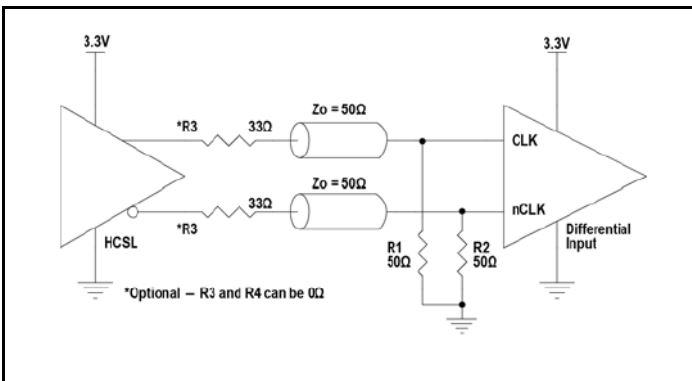 3.3V
3.3V
Zo = 50Ω
*R3
33Ω
CLK
Zo = 50Ω
33Ω
nCLK
*R3
HCSL
R1
50Ω
R2
50Ω
Differential
Input
*Optional – R3 and R4 can be 0Ω